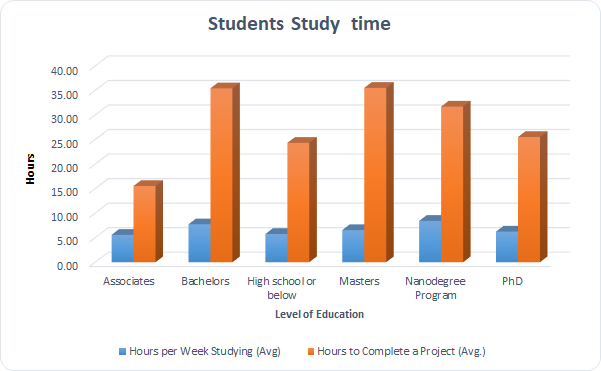 Students Study time
Hours
40.00
35.00
30.00
25.00
20.00
15.00
10.00
5.00
0.00
Associates
Bachelors
High school or
below
Masters
Nanodegree
Program
PhD
Level of Education
Hours per Week Studying (Avg)
Hours to Complete a Project (Avg.)